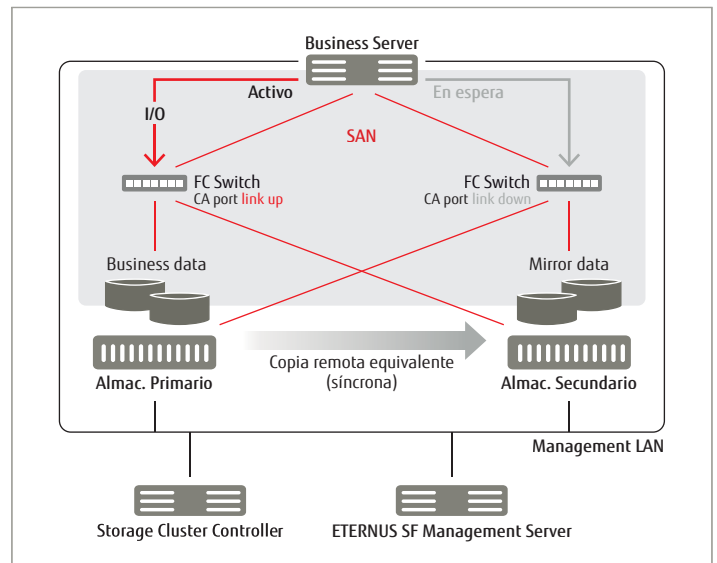 Business Server
Activo
En espera
I/O
SAN
FC Switch
CA port link up
FC Switch
CA port link down
Business data
Mirror data
Copia remota equivalente
(síncrona)
Almac. Primario
Almac. Secundario
Management LAN
Storage Cluster Controller
ETERNUS SF Management Server